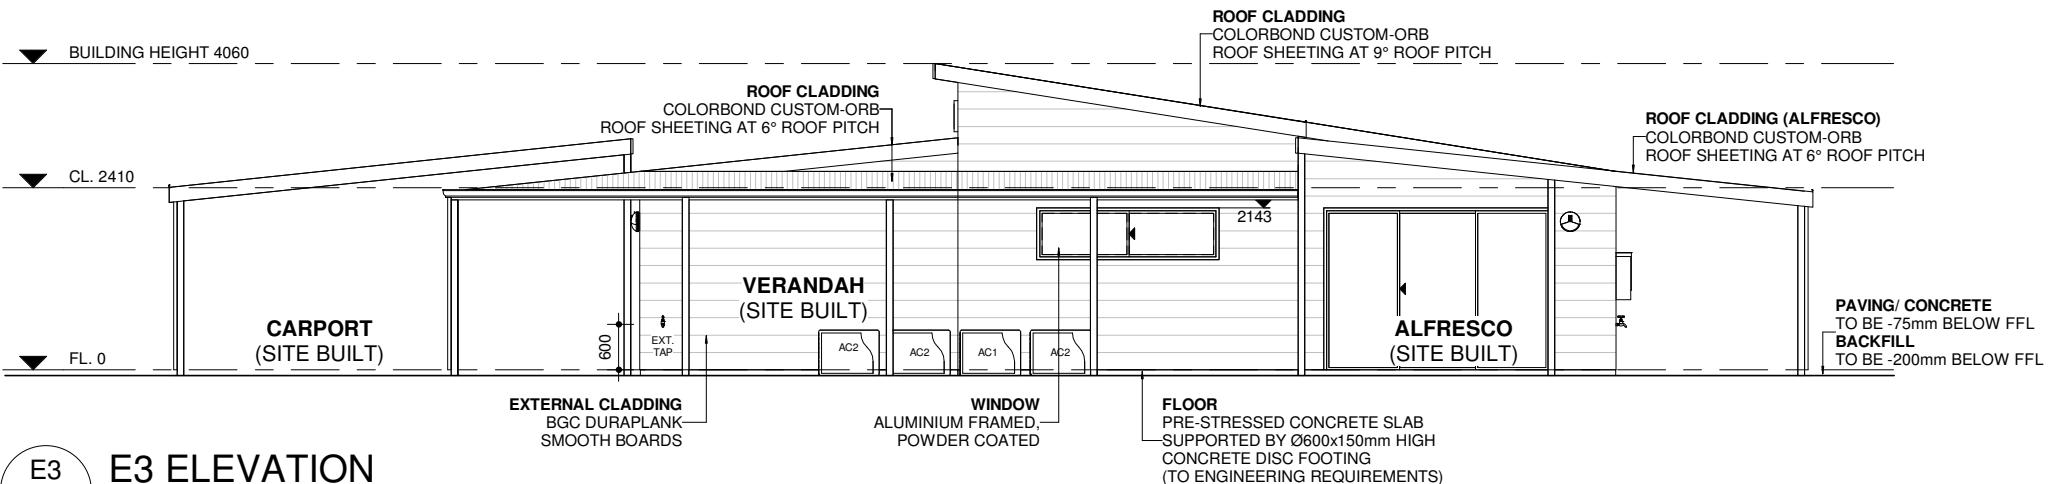 ROOF CLADDING
COLORBOND CUSTOM-ORB
ROOF SHEETING AT 9° ROOF PITCH
BUILDING HEIGHT 4060
ROOF CLADDING
COLORBOND CUSTOM-ORB
ROOF SHEETING AT 6° ROOF PITCH
ROOF CLADDING (ALFRESCO)
COLORBOND CUSTOM-ORB
ROOF SHEETING AT 6° ROOF PITCH
CL. 2410
2143
VERANDAH
(SITE BUILT)
CARPORT
(SITE BUILT)
600
EXT.
TAP
AC2
AC2
AC1
AC2
ALFRESCO
(SITE BUILT)
PAVING/ CONCRETE
TO BE -75mm BELOW FFL
BACKFILL
TO BE -200mm BELOW FFL
FL. 0
EXTERNAL CLADDING
BGC DURAPLANK
SMOOTH BOARDS
WINDOW
ALUMINIUM FRAMED,
POWDER COATED
FLOOR
PRE-STRESSED CONCRETE SLAB
SUPPORTED BY Ø600x150mm HIGH
CONCRETE DISC FOOTING
(TO ENGINEERING REQUIREMENTS)
E3
E3 ELEVATION